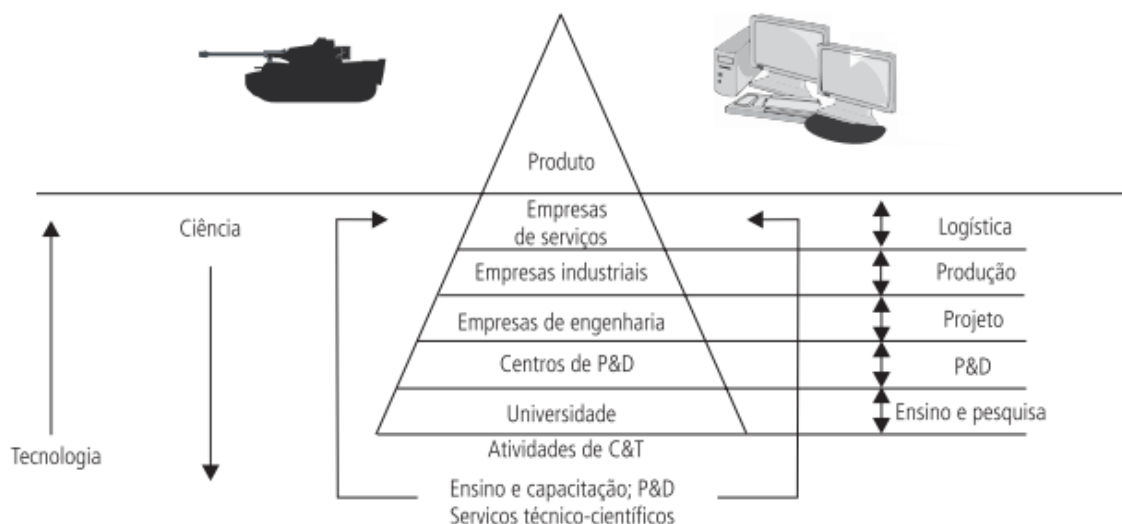 Produto
Ciência
Empresas
de serviços
Logística
Empresas industriais
Produção
Empresas de engenharia
Projeto
Centros de P&D
P&D
Universidade
Ensino e pesquisa
Tecnologia
Atividades de C&T
Ensino e capacitação; P&D
Serviços técnico-científicos